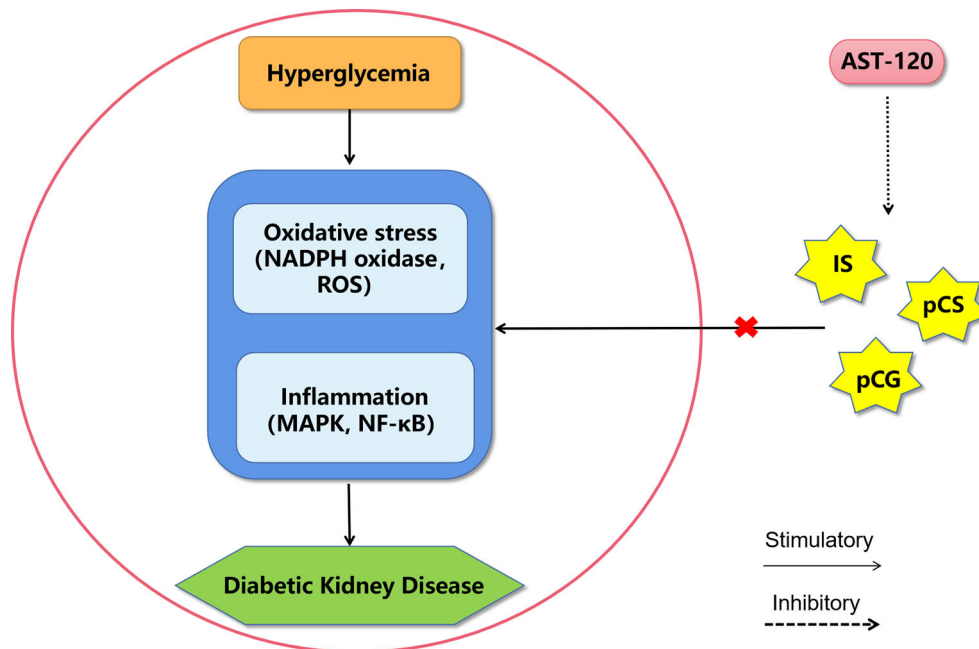 Hyperglycemia
AST-120
Oxidative stress
(NADPH oxidase,
ROS)
IS
pCS
pCG
Inflammation
(MAPK, NF-κB)
Diabetic Kidney Disease
Stimulatory
Inhibitory